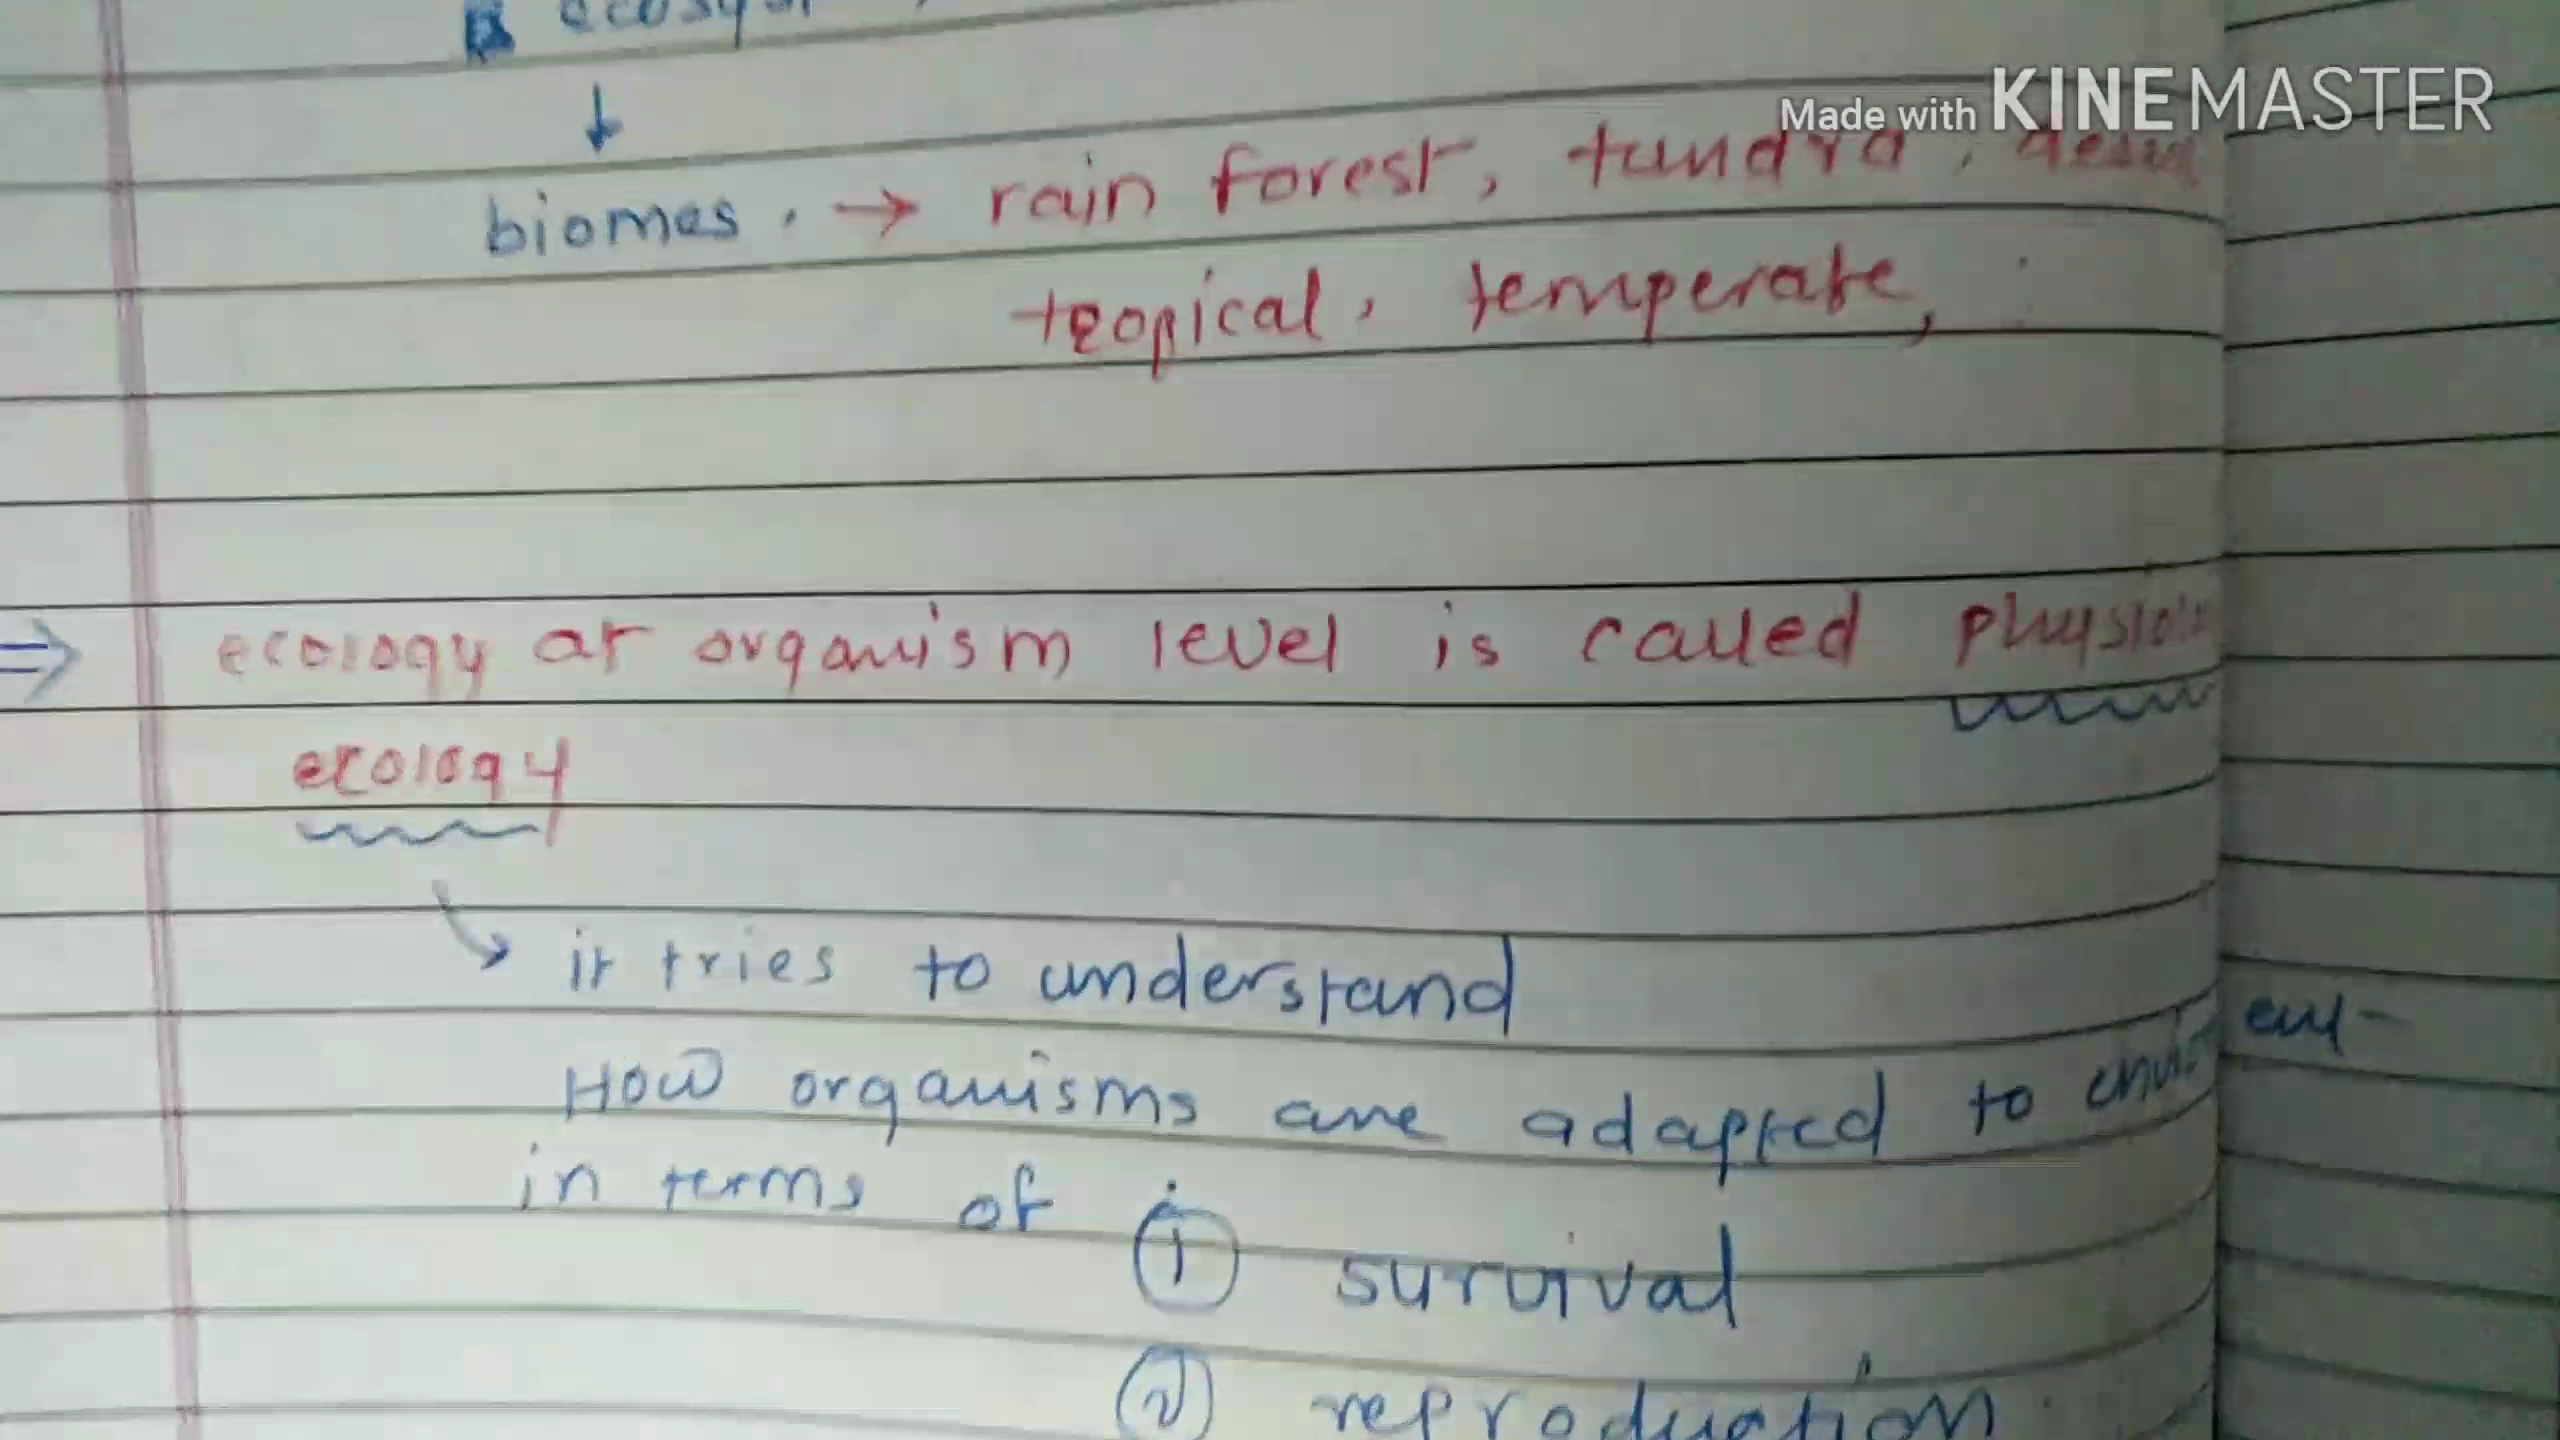 Made with KINEMASTER
↓
biomes. → rain forest, tundra,
tropical, temperate,
⇒ ecology at organism level is called
ecology
it tries to understand
How organisms are adapted to
in terms of
① survival
② reproduation